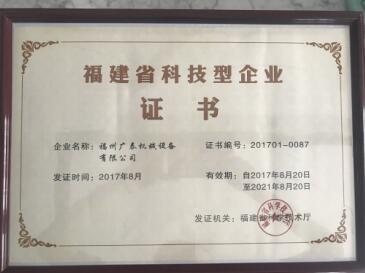 福建省科技型企业
证书
企业名称：福州广泰机械设备有限公司
证书编号：201701-0087
发证时间：2017年8月
有效期：自2017年8月20日
至2021年8月20日
发证机关：福建省科学技术厅